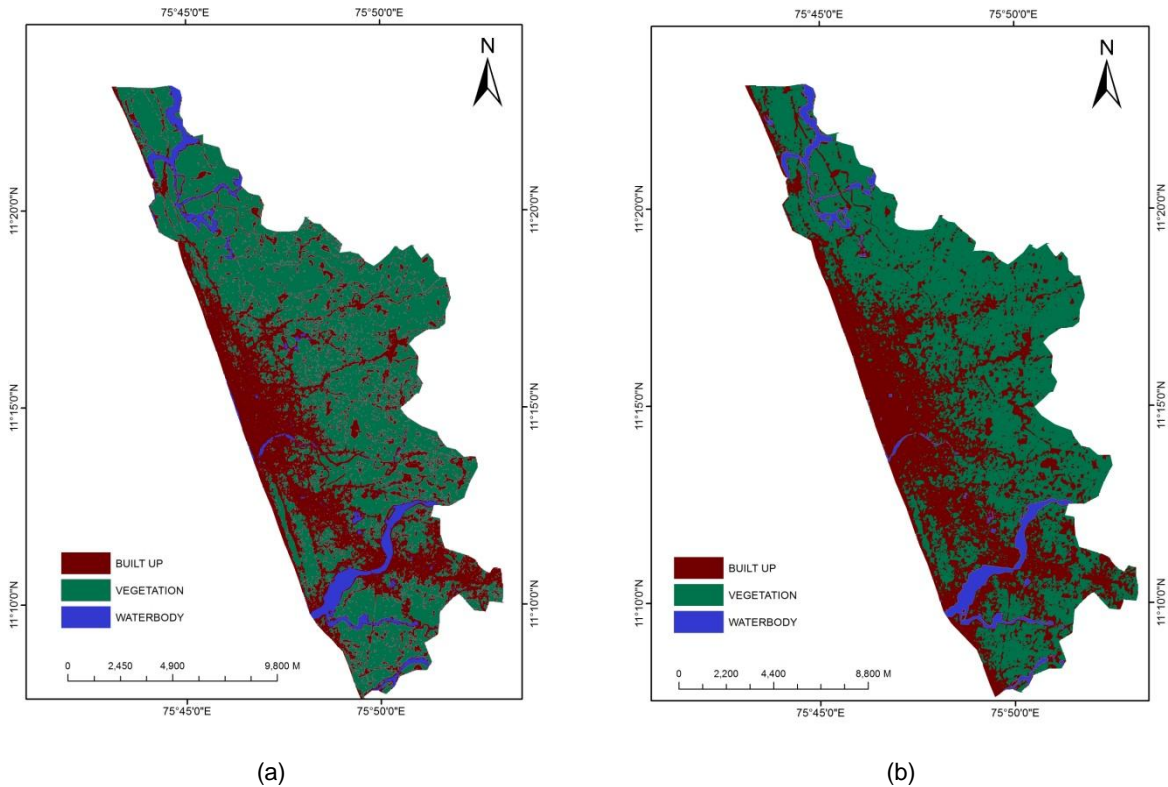 75°45'0"E 75°50'0"E
N
11°20'0"N 11°20'0"N
11°15'0"N 11°15'0"N
11°10'0"N 11°10'0"N
BUILT UP
VEGETATION
WATERBODY
0 2,450 4,900 9,800 M
75°45'0"E 75°50'0"E
(a)
75°45'0"E 75°50'0"E
N
11°20'0"N 11°20'0"N
11°15'0"N 11°15'0"N
11°10'0"N 11°10'0"N
BUILT UP
VEGETATION
WATERBODY
0 2,200 4,400 8,800 M
75°45'0"E 75°50'0"E
(b)